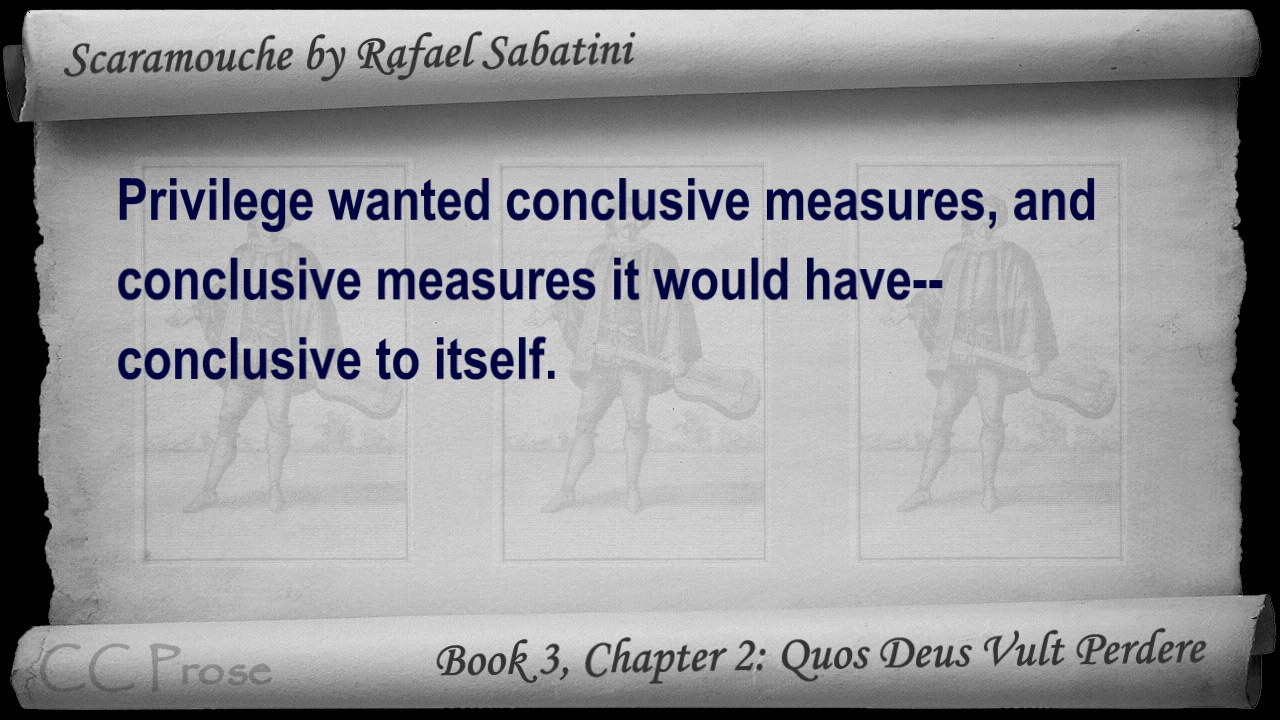 Scaramouche by Rafael Sabatini
Privilege wanted conclusive measures, and
conclusive measures it would have--
conclusive to itself.
CC Prose
Book 3, Chapter 2: Quos Deus Vult Perdere